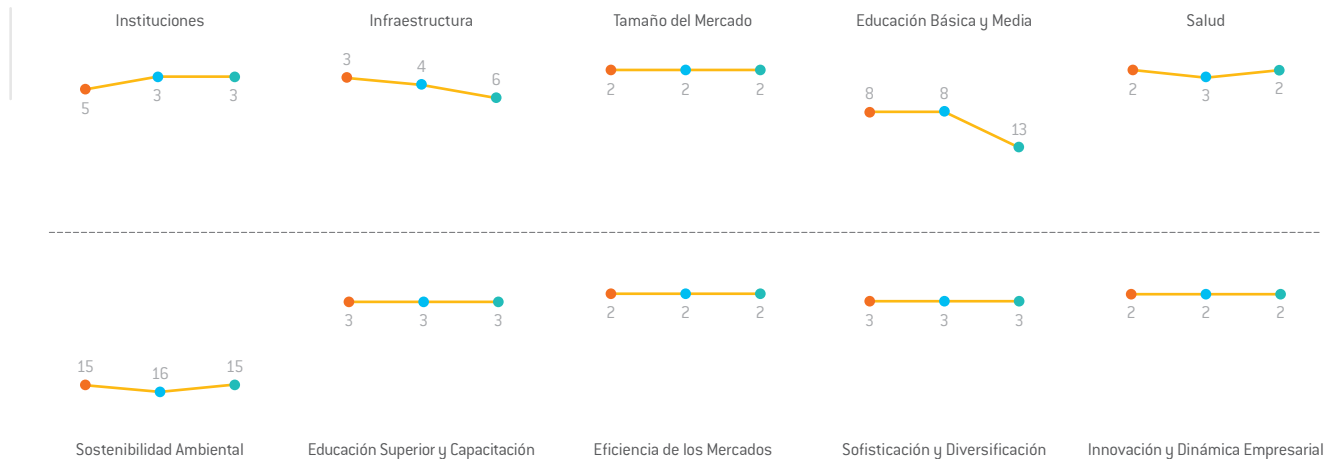 Instituciones
Infraestructura
Tamaño del Mercado
Educación Básica y Media
Salud
5 3 3
3 4 6
2 2 2
8 8 13
2 3 2
15 16 15
3 3 3
2 2 2
3 3 3
2 2 2
Sostenibilidad Ambiental
Educación Superior y Capacitación
Eficiencia de los Mercados
Sofisticación y Diversificación
Innovación y Dinámica Empresarial